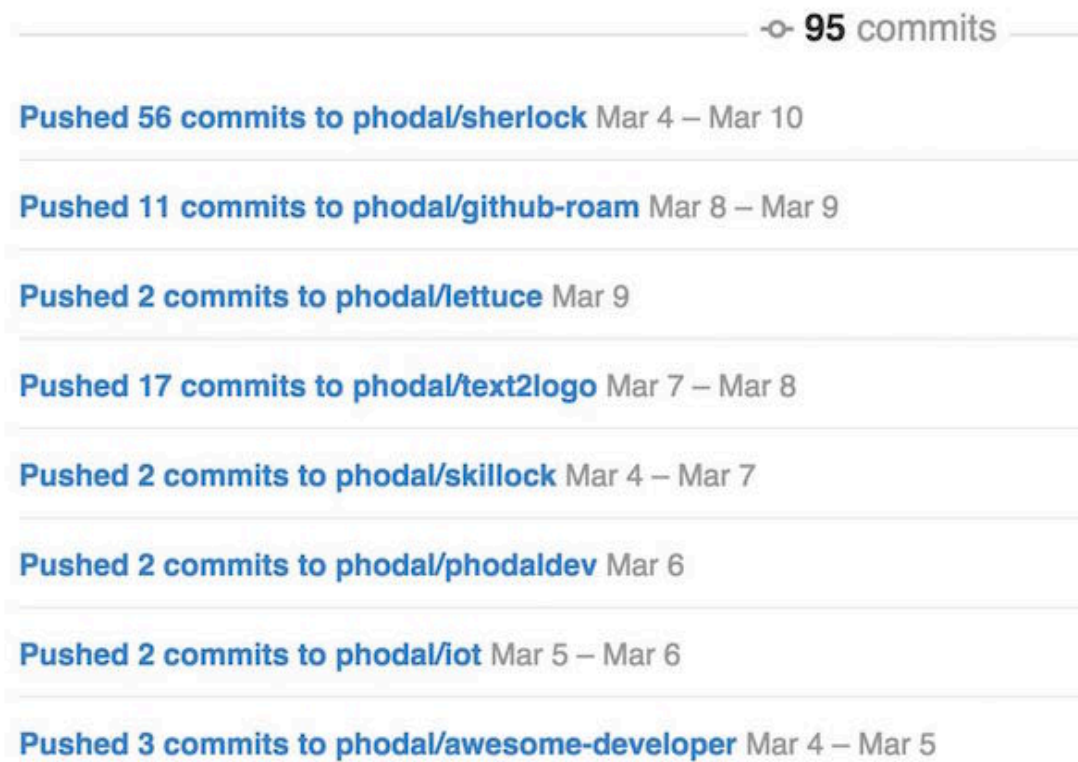 95 commits
Pushed 56 commits to phodal/sherlock Mar 4 – Mar 10
Pushed 11 commits to phodal/github-roam Mar 8 – Mar 9
Pushed 2 commits to phodal/lettuce Mar 9
Pushed 17 commits to phodal/text2logo Mar 7 – Mar 8
Pushed 2 commits to phodal/skillock Mar 4 – Mar 7
Pushed 2 commits to phodal/phodaldev Mar 6
Pushed 2 commits to phodal/iot Mar 5 – Mar 6
Pushed 3 commits to phodal/awesome-developer Mar 4 – Mar 5